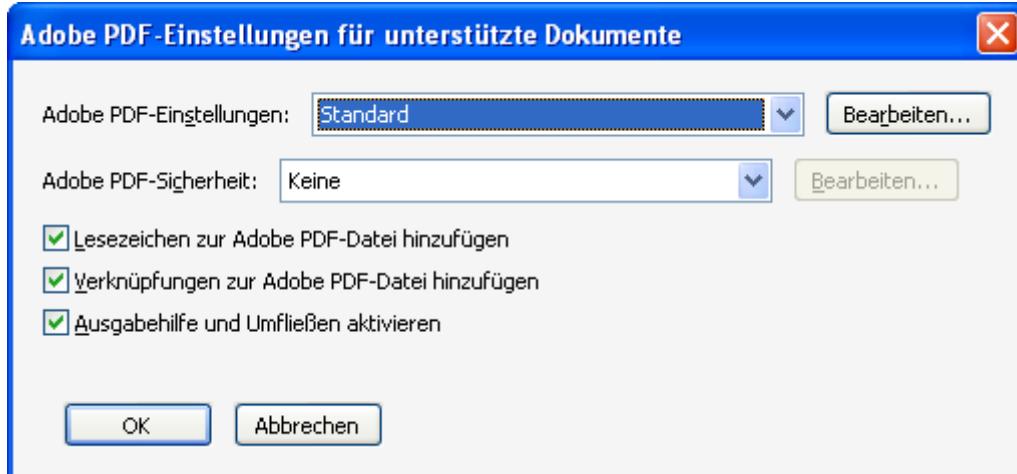 Adobe PDF-Einstellungen für unterstützte Dokumente
Adobe PDF-Einstellungen: Standard Bearbeiten...
Adobe PDF-Sicherheit: Keine Bearbeiten...
Lesezeichen zur Adobe PDF-Datei hinzufügen
Verknüpfungen zur Adobe PDF-Datei hinzufügen
Ausgabehilfe und Umfließen aktivieren
OK Abbrechen